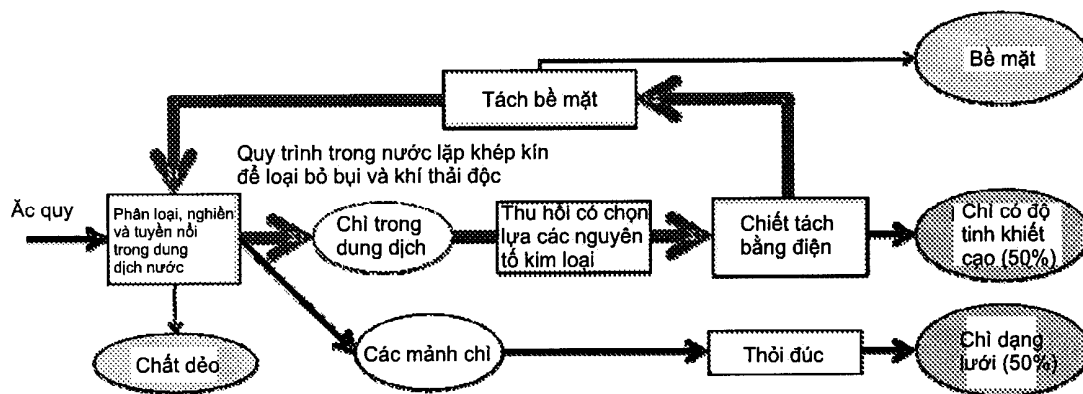 Bề mặt
Tách bề mặt
Quy trình trong nước lặp khép kín
để loại bỏ bụi và khí thải độc
Ắc quy
Phân loại, nghiền
và tuyền nổi
trong dung
dịch nước
Chì trong
dung dịch
Thu hồi có chọn
lựa các nguyên
tố kim loại
Chiết tách
bằng điện
Chì có độ
tinh khiết
cao (50%)
Chất dẻo
Các mảnh chì
Thỏi đúc
Chì dạng
lưới (50%)